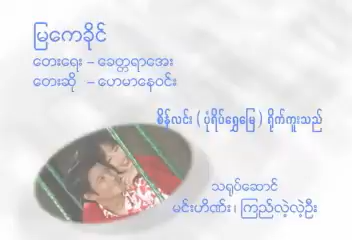 မြကေခိုင်
တေးရေး – ခေတ္တရာအေး
တေးဆို – ဟေမာနေဝင်း
စိန်လင်း ( ပုံရိပ်ရွှေမြေ ) ရိုက်ကူးသည်
သရုပ်ဆောင်
မင်းဟိဏ်း ၊ ကြည်လဲ့လဲ့ဦး